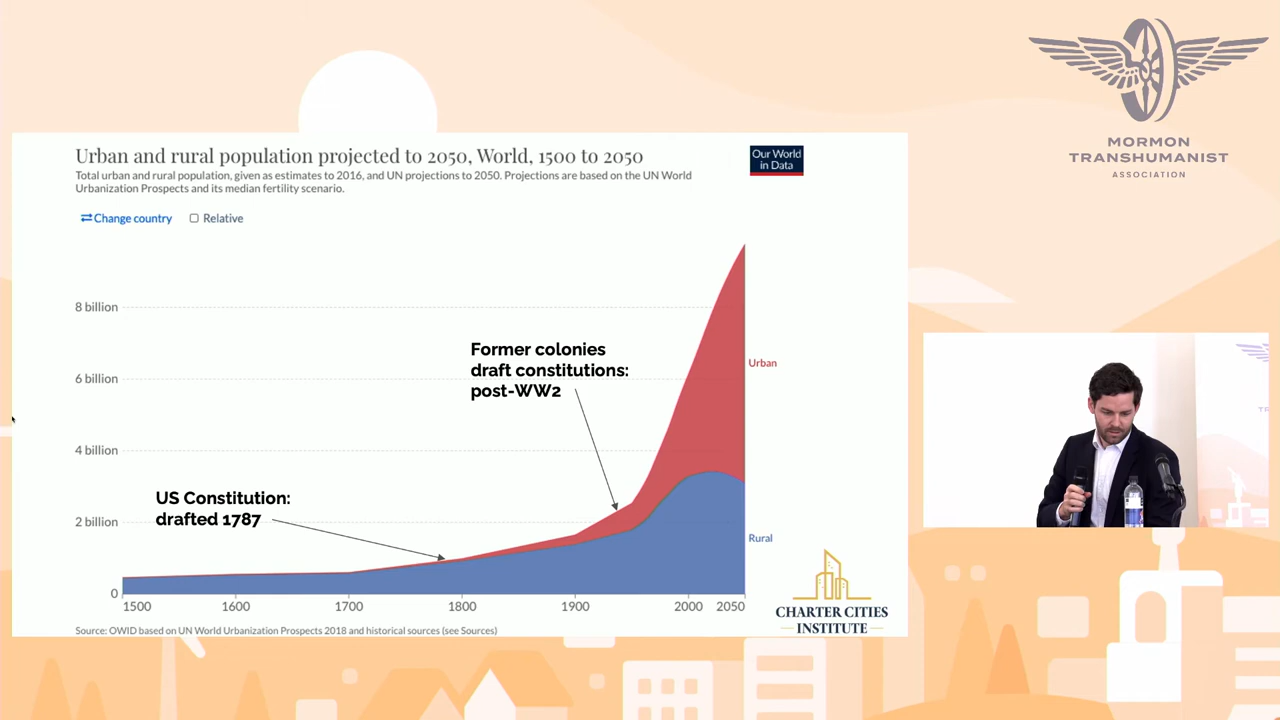 MORMON
TRANSHUMANIST
ASSOCIATION
Urban and rural population projected to 2050, World, 1500 to 2050
Our World
in Data
Total urban and rural population, given as estimates to 2016, and UN projections to 2050. Projections are based on the UN World
Urbanization Prospects and its median fertility scenario.
Change country
Relative
8 billion
6 billion
4 billion
2 billion
0
Former colonies
draft constitutions:
post-WW2
US Constitution:
drafted 1787
Urban
Rural
1500 1600 1700 1800 1900 2000 2050
CHARTER CITIES
INSTITUTE
Source: OWID based on UN World Urbanization Prospects 2018 and historical sources (see Sources)